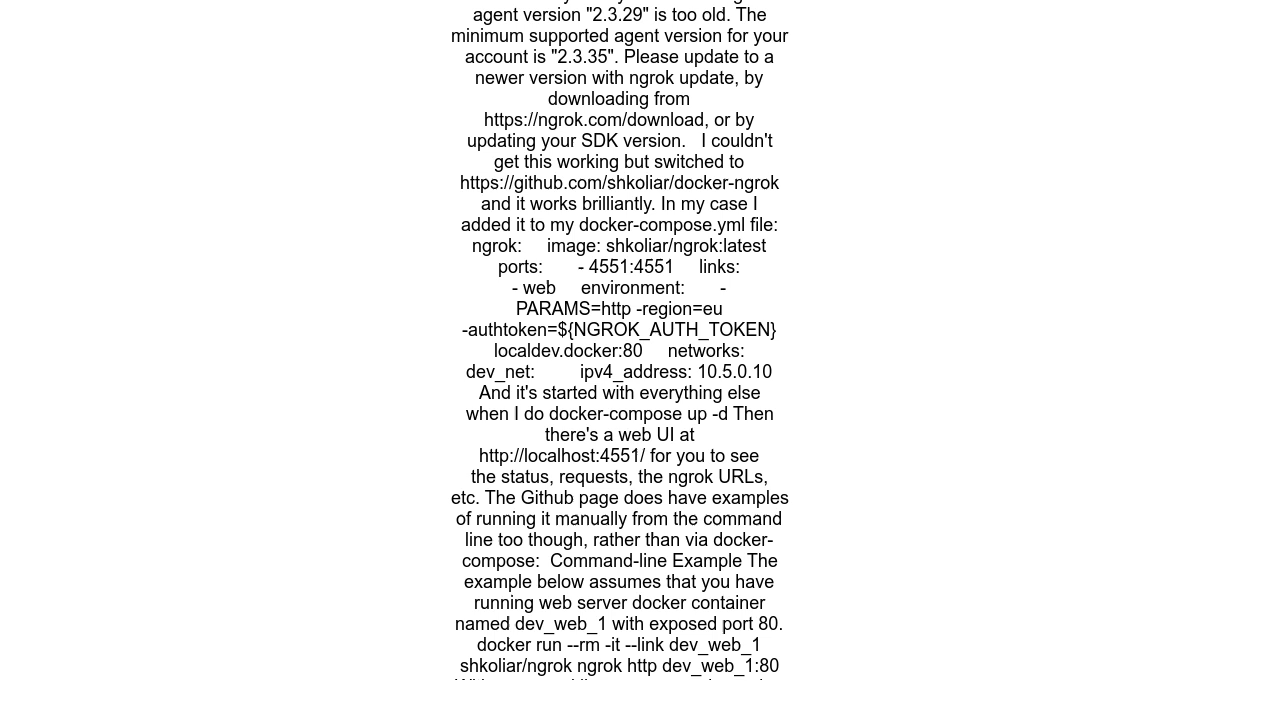 agent version "2.3.29" is too old. The
minimum supported agent version for your
account is "2.3.35". Please update to a
newer version with ngrok update, by
downloading from
https://ngrok.com/download, or by
updating your SDK version.   I couldn't
get this working but switched to
https://github.com/shkoliar/docker-ngrok
and it works brilliantly. In my case I
added it to my docker-compose.yml file:
ngrok:     image: shkoliar/ngrok:latest
ports:       - 4551:4551     links:
- web     environment:       -
PARAMS=http -region=eu
-authtoken=${NGROK_AUTH_TOKEN}
localdev.docker:80     networks:
dev_net:         ipv4_address: 10.5.0.10
And it's started with everything else
when I do docker-compose up -d Then
there's a web UI at
http://localhost:4551/ for you to see
the status, requests, the ngrok URLs,
etc. The Github page does have examples
of running it manually from the command
line too though, rather than via docker-
compose:  Command-line Example The
example below assumes that you have
running web server docker container
named dev_web_1 with exposed port 80.
docker run --rm -it --link dev_web_1
shkoliar/ngrok ngrok http dev_web_1:80